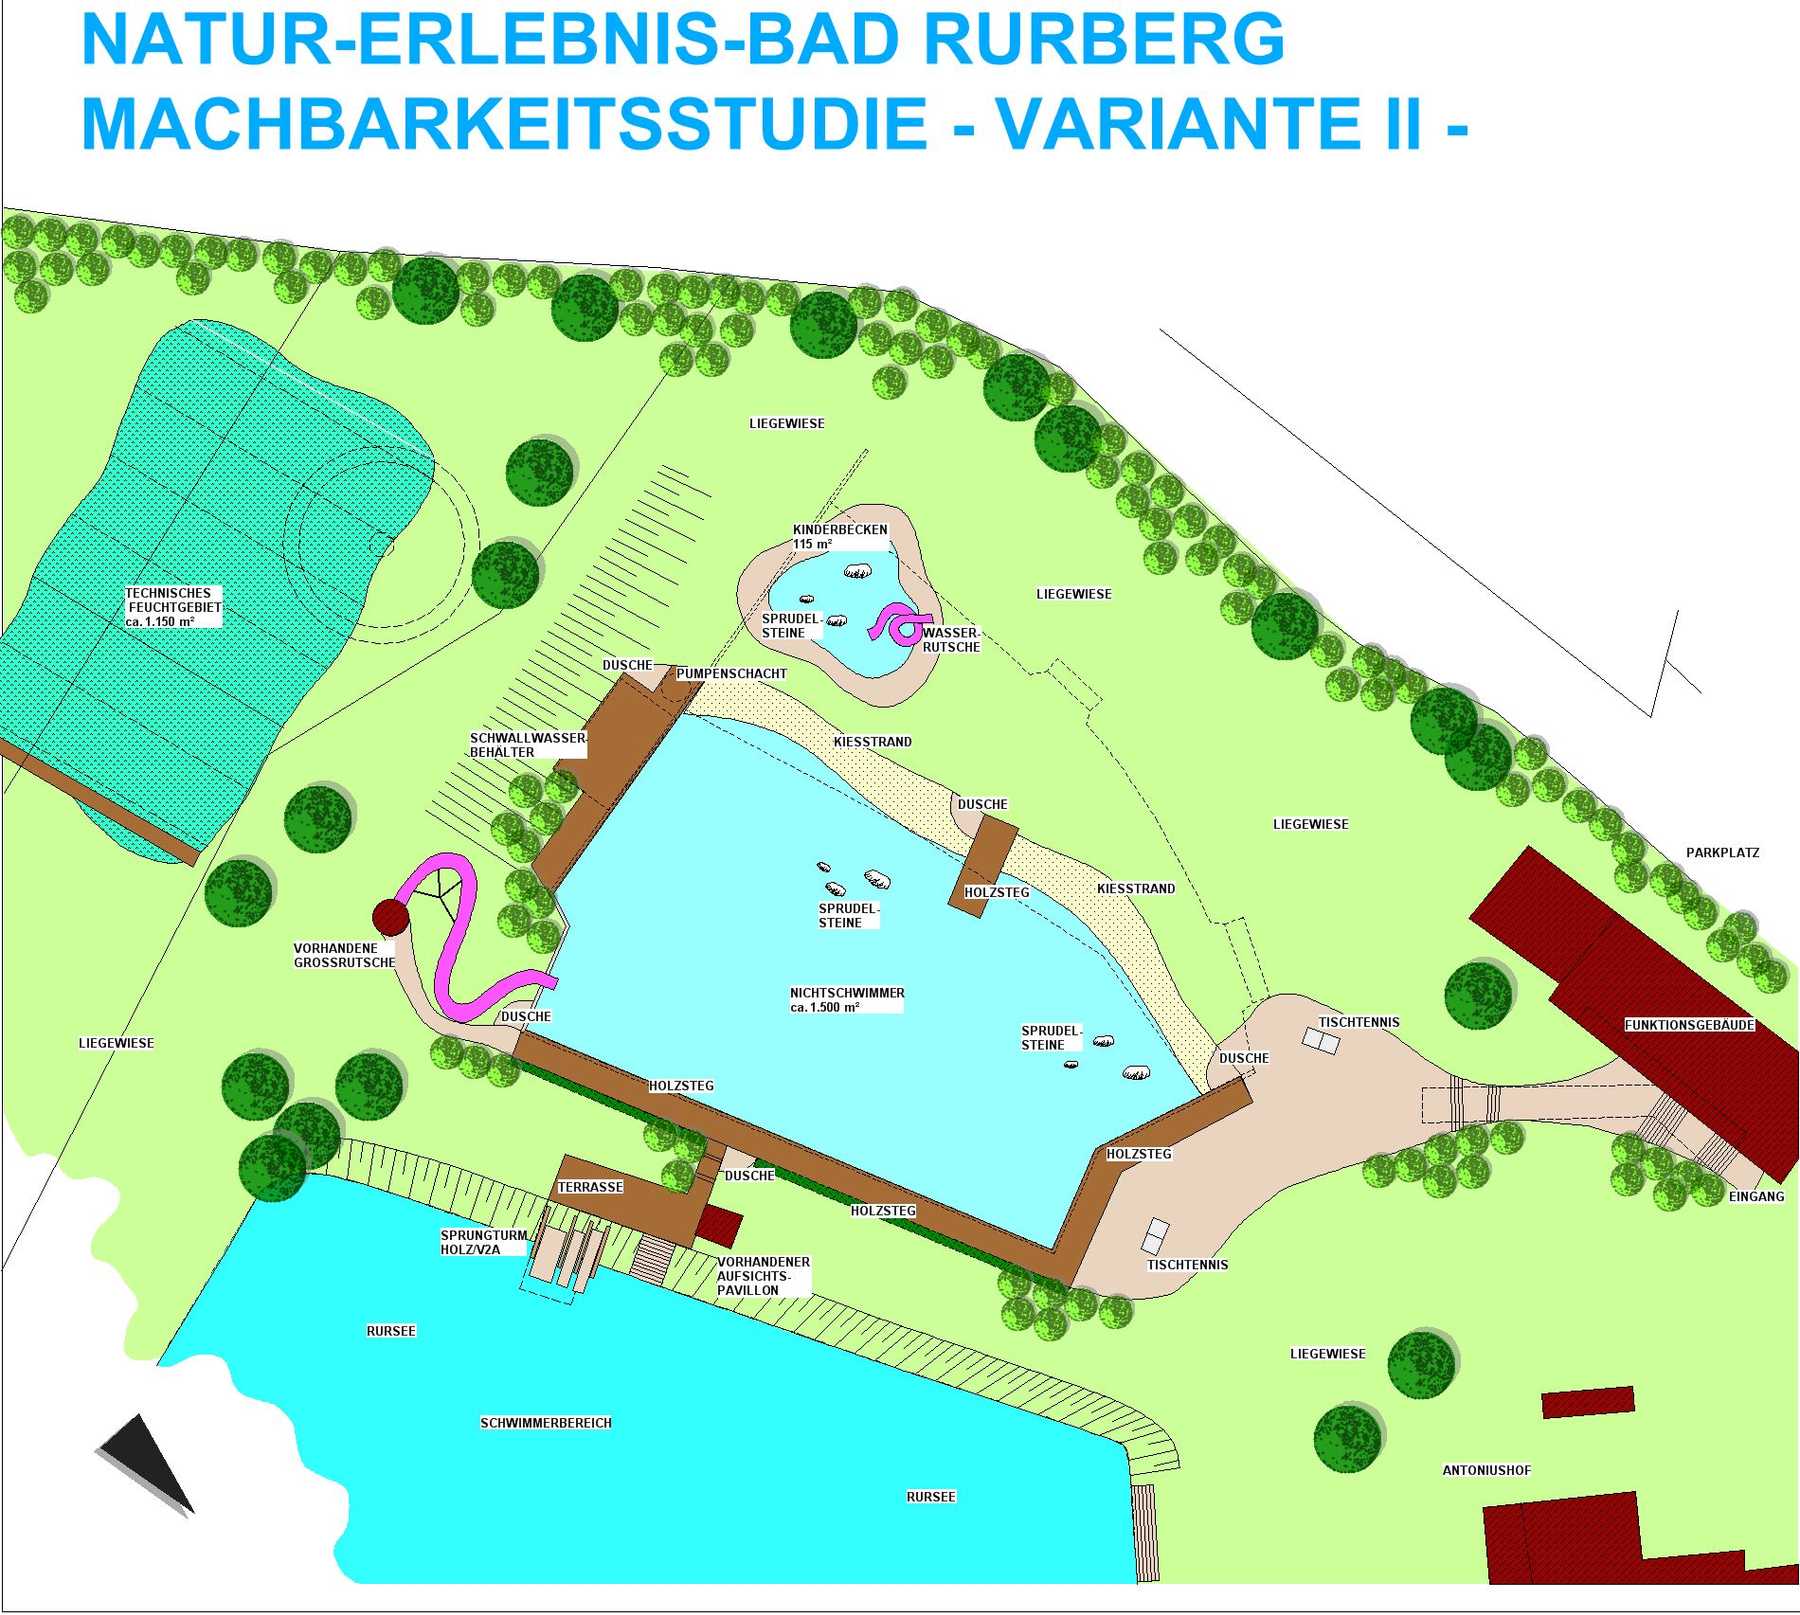 NATUR-ERLEBNIS-BAD RURBERG
MACHBARKEITSSTUDIE - VARIANTE II -
LIEGEWIESE
KINDERBECKEN
115 m²
TECHNISCHES
FEUCHTGEBIET
ca. 1.150 m²
LIEGEWIESE
SPRUDEL-
STEINE
WASSER-
RUTSCHE
DUSCHE
PUMPENSCHACHT
SCHWALLWASSER-
BEHÄLTER
KIESSTRAND
DUSCHE
LIEGEWIESE
PARKPLATZ
HOLZSTEG
KIESSTRAND
SPRUDEL-
STEINE
VORHANDENE
GROSSRUTSCHE
NICHTSCHWIMMER
ca. 1.500 m²
DUSCHE
SPRUDEL-
STEINE
TISCHTENNIS
FUNKTIONSGEBÄUDE
LIEGEWIESE
DUSCHE
HOLZSTEG
HOLZSTEG
DUSCHE
TERRASSE
EINGANG
HOLZSTEG
SPRUNGTURM
HOLZ/V2A
VORHANDENER
AUFSICHTS-
PAVILLON
TISCHTENNIS
RURSEE
LIEGEWIESE
SCHWIMMERBEREICH
ANTONIUSHOF
RURSEE